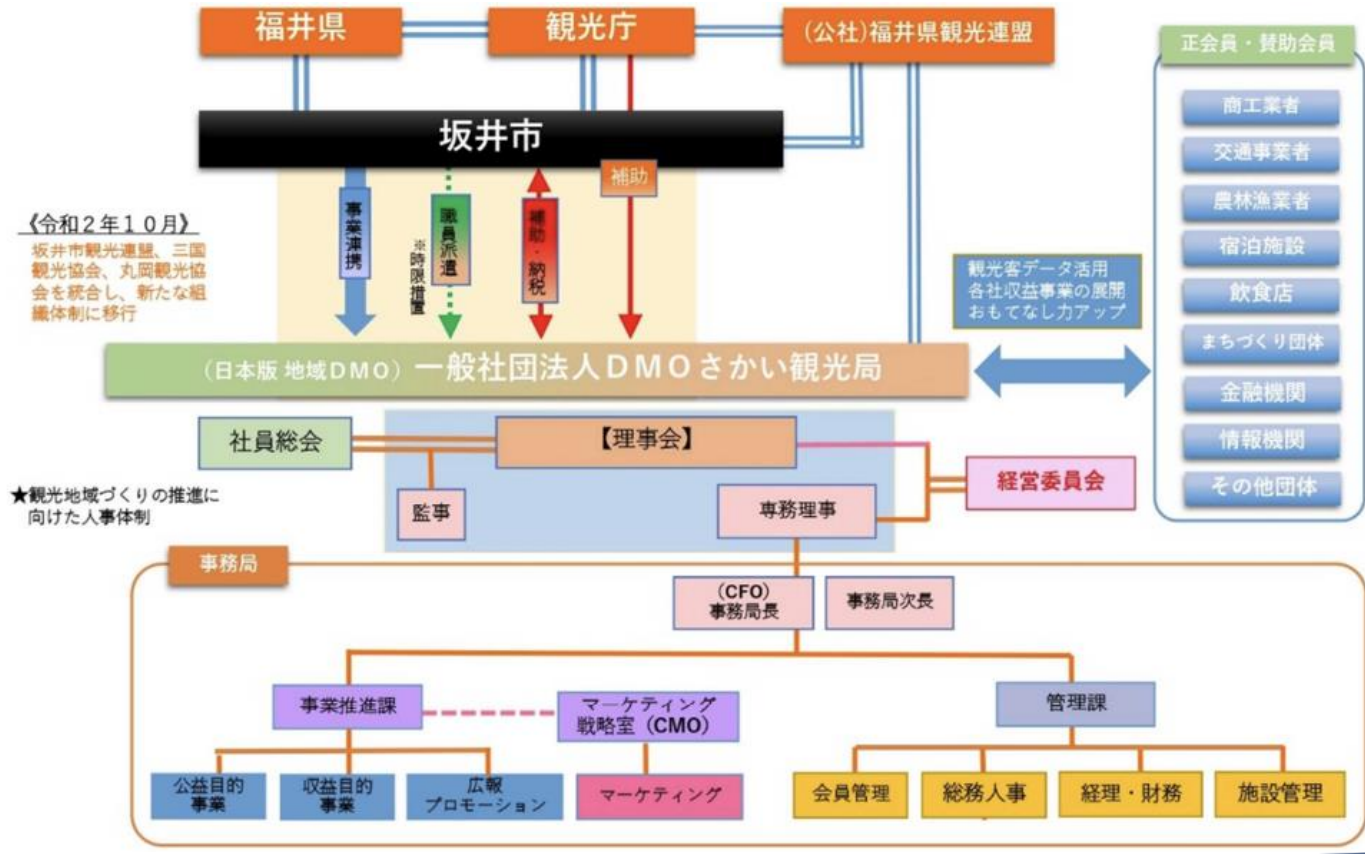 福井県
観光庁
(公社)福井県観光連盟
正会員・賛助会員
商工業者
交通事業者
農林漁業者
宿泊施設
飲食店
まちづくり団体
金融機関
情報機関
その他団体
坂井市
事業連携
職員派遣
※時限措置
補助・納税
補助
《令和2年10月》
坂井市観光連盟、三国
観光協会、丸岡観光協
会を統合し、新たな組
織体制に移行
観光客データ活用
各社収益事業の展開
おもてなし力アップ
(日本版 地域DMO) 一般社団法人DMOさかい観光局
社員総会
【理事会】
監事
専務理事
経営委員会
★観光地域づくりの推進に
向けた人事体制
事務局
(CFO)
事務局長
事務局次長
事業推進課
マーケティング
戦略室(CMO)
管理課
公益目的
事業
収益目的
事業
広報
プロモーション
マーケティング
会員管理
総務人事
経理・財務
施設管理